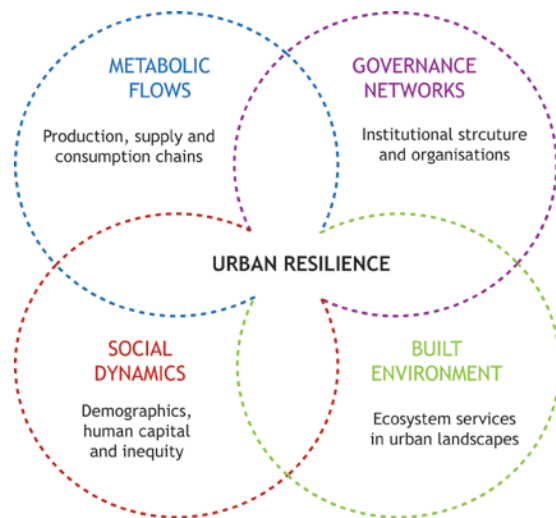 METABOLIC
FLOWS
Production, supply and
consumption chains
GOVERNANCE
NETWORKS
Institutional strcuture
and organisations
URBAN RESILIENCE
SOCIAL
DYNAMICS
Demographics,
human capital
and inequity
BUILT
ENVIRONMENT
Ecosystem services
in urban landscapes